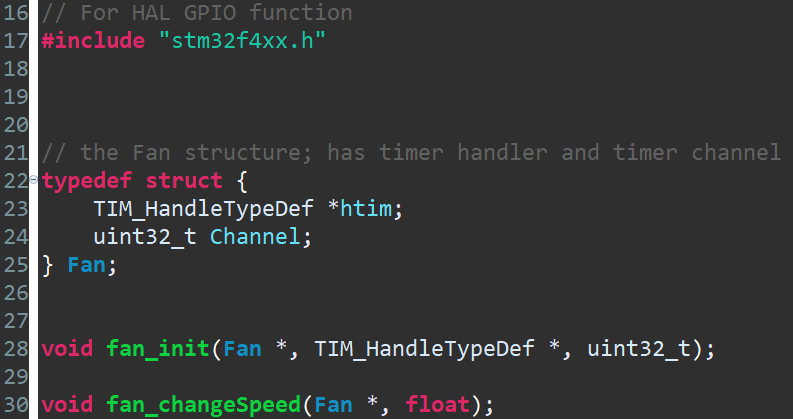 16 // For HAL GPIO function
17 #include "stm32f4xx.h"
18
19
20
21 // the Fan structure; has timer handler and timer channel
22 typedef struct {
23     TIM_HandleTypeDef *htim;
24     uint32_t Channel;
25 } Fan;
26
27
28 void fan_init(Fan *, TIM_HandleTypeDef *, uint32_t);
29
30 void fan_changeSpeed(Fan *, float);